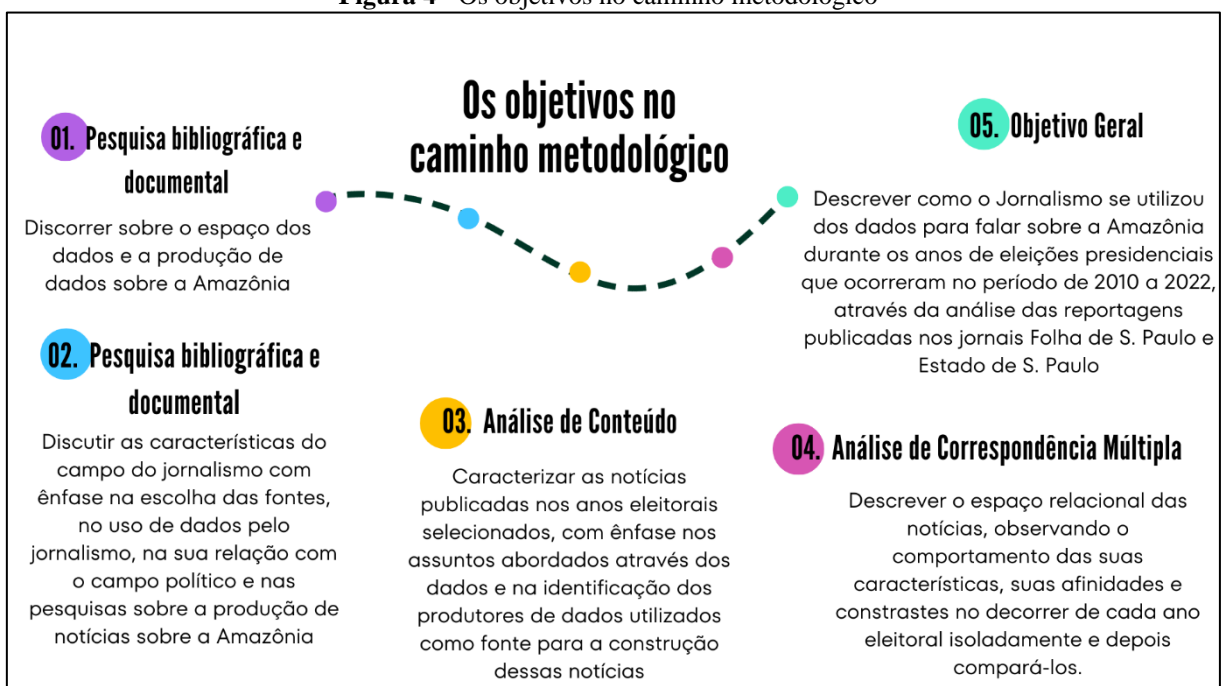 Figura 4 - Os objetivos no caminho metodológico
Os objetivos no
caminho metodológico
01. Pesquisa bibliográfica e
documental
Discorrer sobre o espaço dos
dados e a produção de
dados sobre a Amazônia
02. Pesquisa bibliográfica e
documental
Discutir as características do
campo do jornalismo com
ênfase na escolha das fontes,
no uso de dados pelo
jornalismo, na sua relação com
o campo político e nas
pesquisas sobre a produção de
notícias sobre a Amazônia
03. Análise de Conteúdo
Caracterizar as notícias
publicadas nos anos eleitorais
selecionados, com ênfase nos
assuntos abordados através dos
dados e na identificação dos
produtores de dados utilizados
como fonte para a construção
dessas notícias
04. Análise de Correspondência Múltipla
Descrever o espaço relacional das
notícias, observando o
comportamento das suas
características, suas afinidades e
constrastes no decorrer de cada ano
eleitoral isoladamente e depois
compará-los.
05. Objetivo Geral
Descrever como o Jornalismo se utilizou
dos dados para falar sobre a Amazônia
durante os anos de eleições presidenciais
que ocorreram no período de 2010 a 2022,
através da análise das reportagens
publicadas nos jornais Folha de S. Paulo e
Estado de S. Paulo